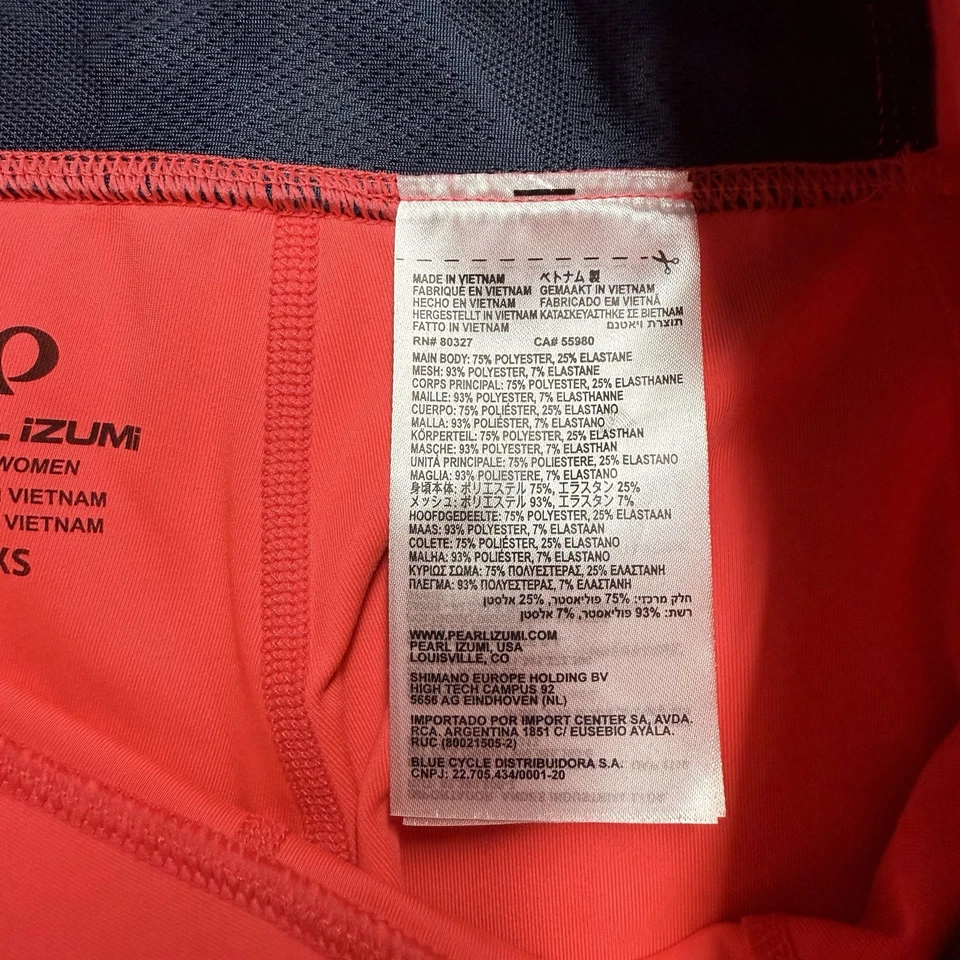 IZUMi
WOMEN
VIETNAM
VIETNAM
XS
MADE IN VIETNAM ベトナム 製
FABRIQUÉ EN VIETNAM GEMAAKT IN VIETNAM
HECHO EN VIETNAM FABRICADO EM VIETNÃ
HERGESTELLT IN VIETNAM ΚΑΤΑΣΚΕΥΑΣΤΗΚΕ ΣΕ ΒΙΕΤΝΑΜ
FATTO IN VIETNAM תוצרת ויאטנם
RN# 80327 CA# 55980
MAIN BODY: 75% POLYESTER, 25% ELASTANE
MESH: 93% POLYESTER, 7% ELASTANE
CORPS PRINCIPAL: 75% POLYESTER, 25% ELASTHANNE
MAILLE: 93% POLYESTER, 7% ELASTHANNE
CUERPO: 75% POLIÉSTER, 25% ELASTANO
MALLA: 93% POLIÉSTER, 7% ELASTANO
KÖRPERTEIL: 75% POLYESTER, 25% ELASTHAN
MASCHE: 93% POLYESTER, 7% ELASTHAN
UNITÀ PRINCIPALE: 75% POLIESTERE, 25% ELASTANO
MAGLIA: 93% POLIESTERE, 7% ELASTANO
身頃本体: ポリエステル 75%, エラスタン 25%
メッシュ: ポリエステル 93%, エラスタン 7%
HOOFDGEDEELTE: 75% POLYESTER, 25% ELASTAAN
MAAS: 93% POLYESTER, 7% ELASTAAN
COLETE: 75% POLIÉSTER, 25% ELASTANO
MALHA: 93% POLIÉSTER, 7% ELASTANO
ΚΥΡΙΩΣ ΣΩΜΑ: 75% ΠΟΛΥΕΣΤΕΡΑΣ, 25% ΕΛΑΣΤΑΝΗ
ΠΛΕΓΜΑ: 93% ΠΟΛΥΕΣΤΕΡΑΣ, 7% ΕΛΑΣΤΑΝΗ
חלק מרכזי: 75% פוליאסטר, 25% אלסטן
רשת: 93% פוליאסטר, 7% אלסטן
WWW.PEARLIZUMI.COM
PEARL IZUMI, USA
LOUISVILLE, CO
SHIMANO EUROPE HOLDING BV
HIGH TECH CAMPUS 92
5656 AG EINDHOVEN (NL)
IMPORTADO POR IMPORT CENTER SA, AVDA.
RCA. ARGENTINA 1851 C/ EUSEBIO AYALA.
RUC (80021505-2)
BLUE CYCLE DISTRIBUIDORA S.A.
CNPJ: 22.705.434/0001-20